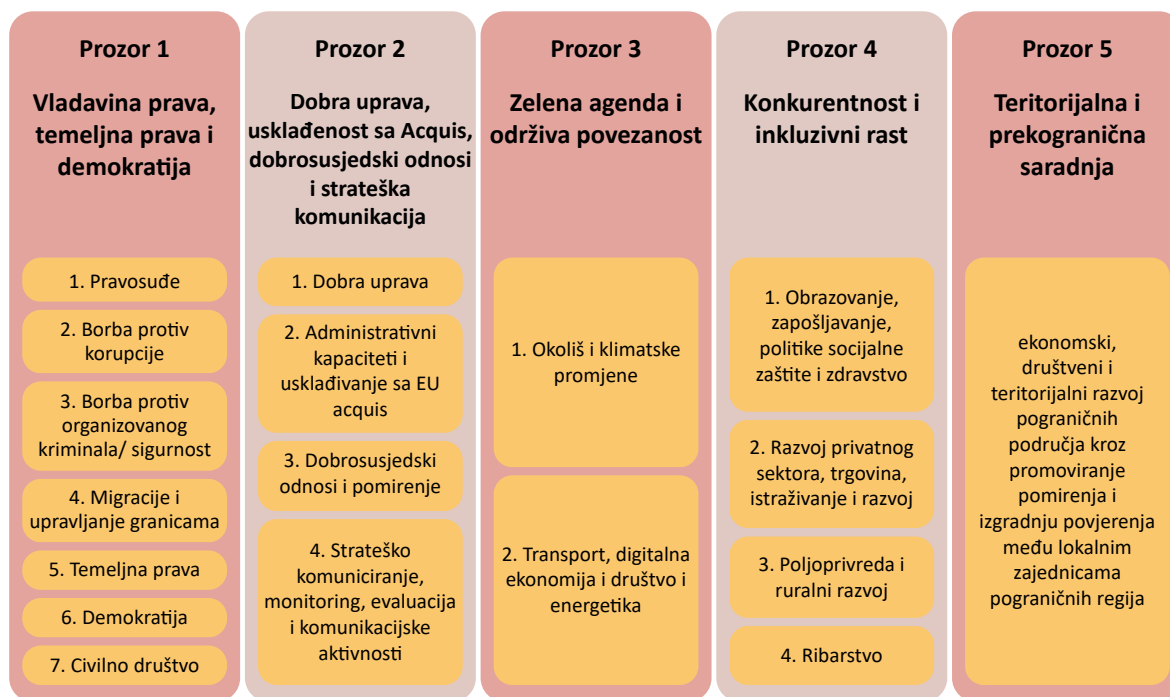 Prozor 1
Vladavina prava,
temeljna prava i
demokratija
1. Pravosuđe
2. Borba protiv
korupcije
3. Borba protiv
organizovanog
kriminala/ sigurnost
4. Migracije i
upravljanje granicama
5. Temeljna prava
6. Demokratija
7. Civilno društvo
Prozor 2
Dobra uprava,
usklađenost sa Acquis,
dobrosusjedski odnosi
i strateška
komunikacija
1. Dobra uprava
2. Administrativni
kapaciteti i
usklađivanje sa EU
acquis
3. Dobrosusjedski
odnosi i pomirenje
4. Strateško
komuniciranje,
monitoring, evaluacija
i komunikacijske
aktivnosti
Prozor 3
Zelena agenda i
održiva povezanost
1. Okoliš i klimatske
promjene
2. Transport, digitalna
ekonomija i društvo i
energetika
Prozor 4
Konkurentnost i
inkluzivni rast
1. Obrazovanje,
zapošljavanje,
politike socijalne
zaštite i zdravstvo
2. Razvoj privatnog
sektora, trgovina,
istraživanje i razvoj
3. Poljoprivreda i
ruralni razvoj
4. Ribarstvo
Prozor 5
Teritorijalna i
prekogranična
saradnja
ekonomski,
društveni i
teritorijalni razvoj
pograničnih
područja kroz
promoviranje
pomirenja i
izgradnju povjerenja
među lokalnim
zajednicama
pograničnih regija